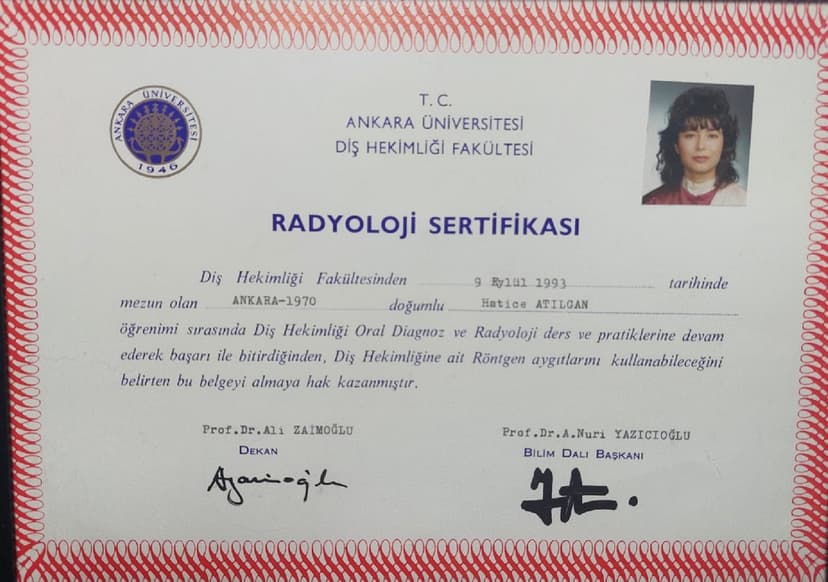 ANKARA ÜNİVERSİTESİ
1946
T. C.
ANKARA ÜNİVERSİTESİ
DİŞ HEKİMLİĞİ FAKÜLTESİ
RADYOLOJİ SERTİFİKASI
Diş Hekimliği Fakültesinden 9 Eylül 1993 tarihinde
mezun olan ANKARA-1970 doğumlu Hatice ATILGAN
öğrenimi sırasında Diş Hekimliği Oral Diagnoz ve Radyoloji ders ve pratiklerine devam
ederek başarı ile bitirdiğinden, Diş Hekimliğine ait Röntgen aygıtlarını kullanabileceğini
belirten bu belgeyi almaya hak kazanmıştır.
Prof.Dr.Ali ZAİMOĞLU
DEKAN
Prof.Dr.A.Nuri YAZICIOĞLU
BİLİM DALI BAŞKANI